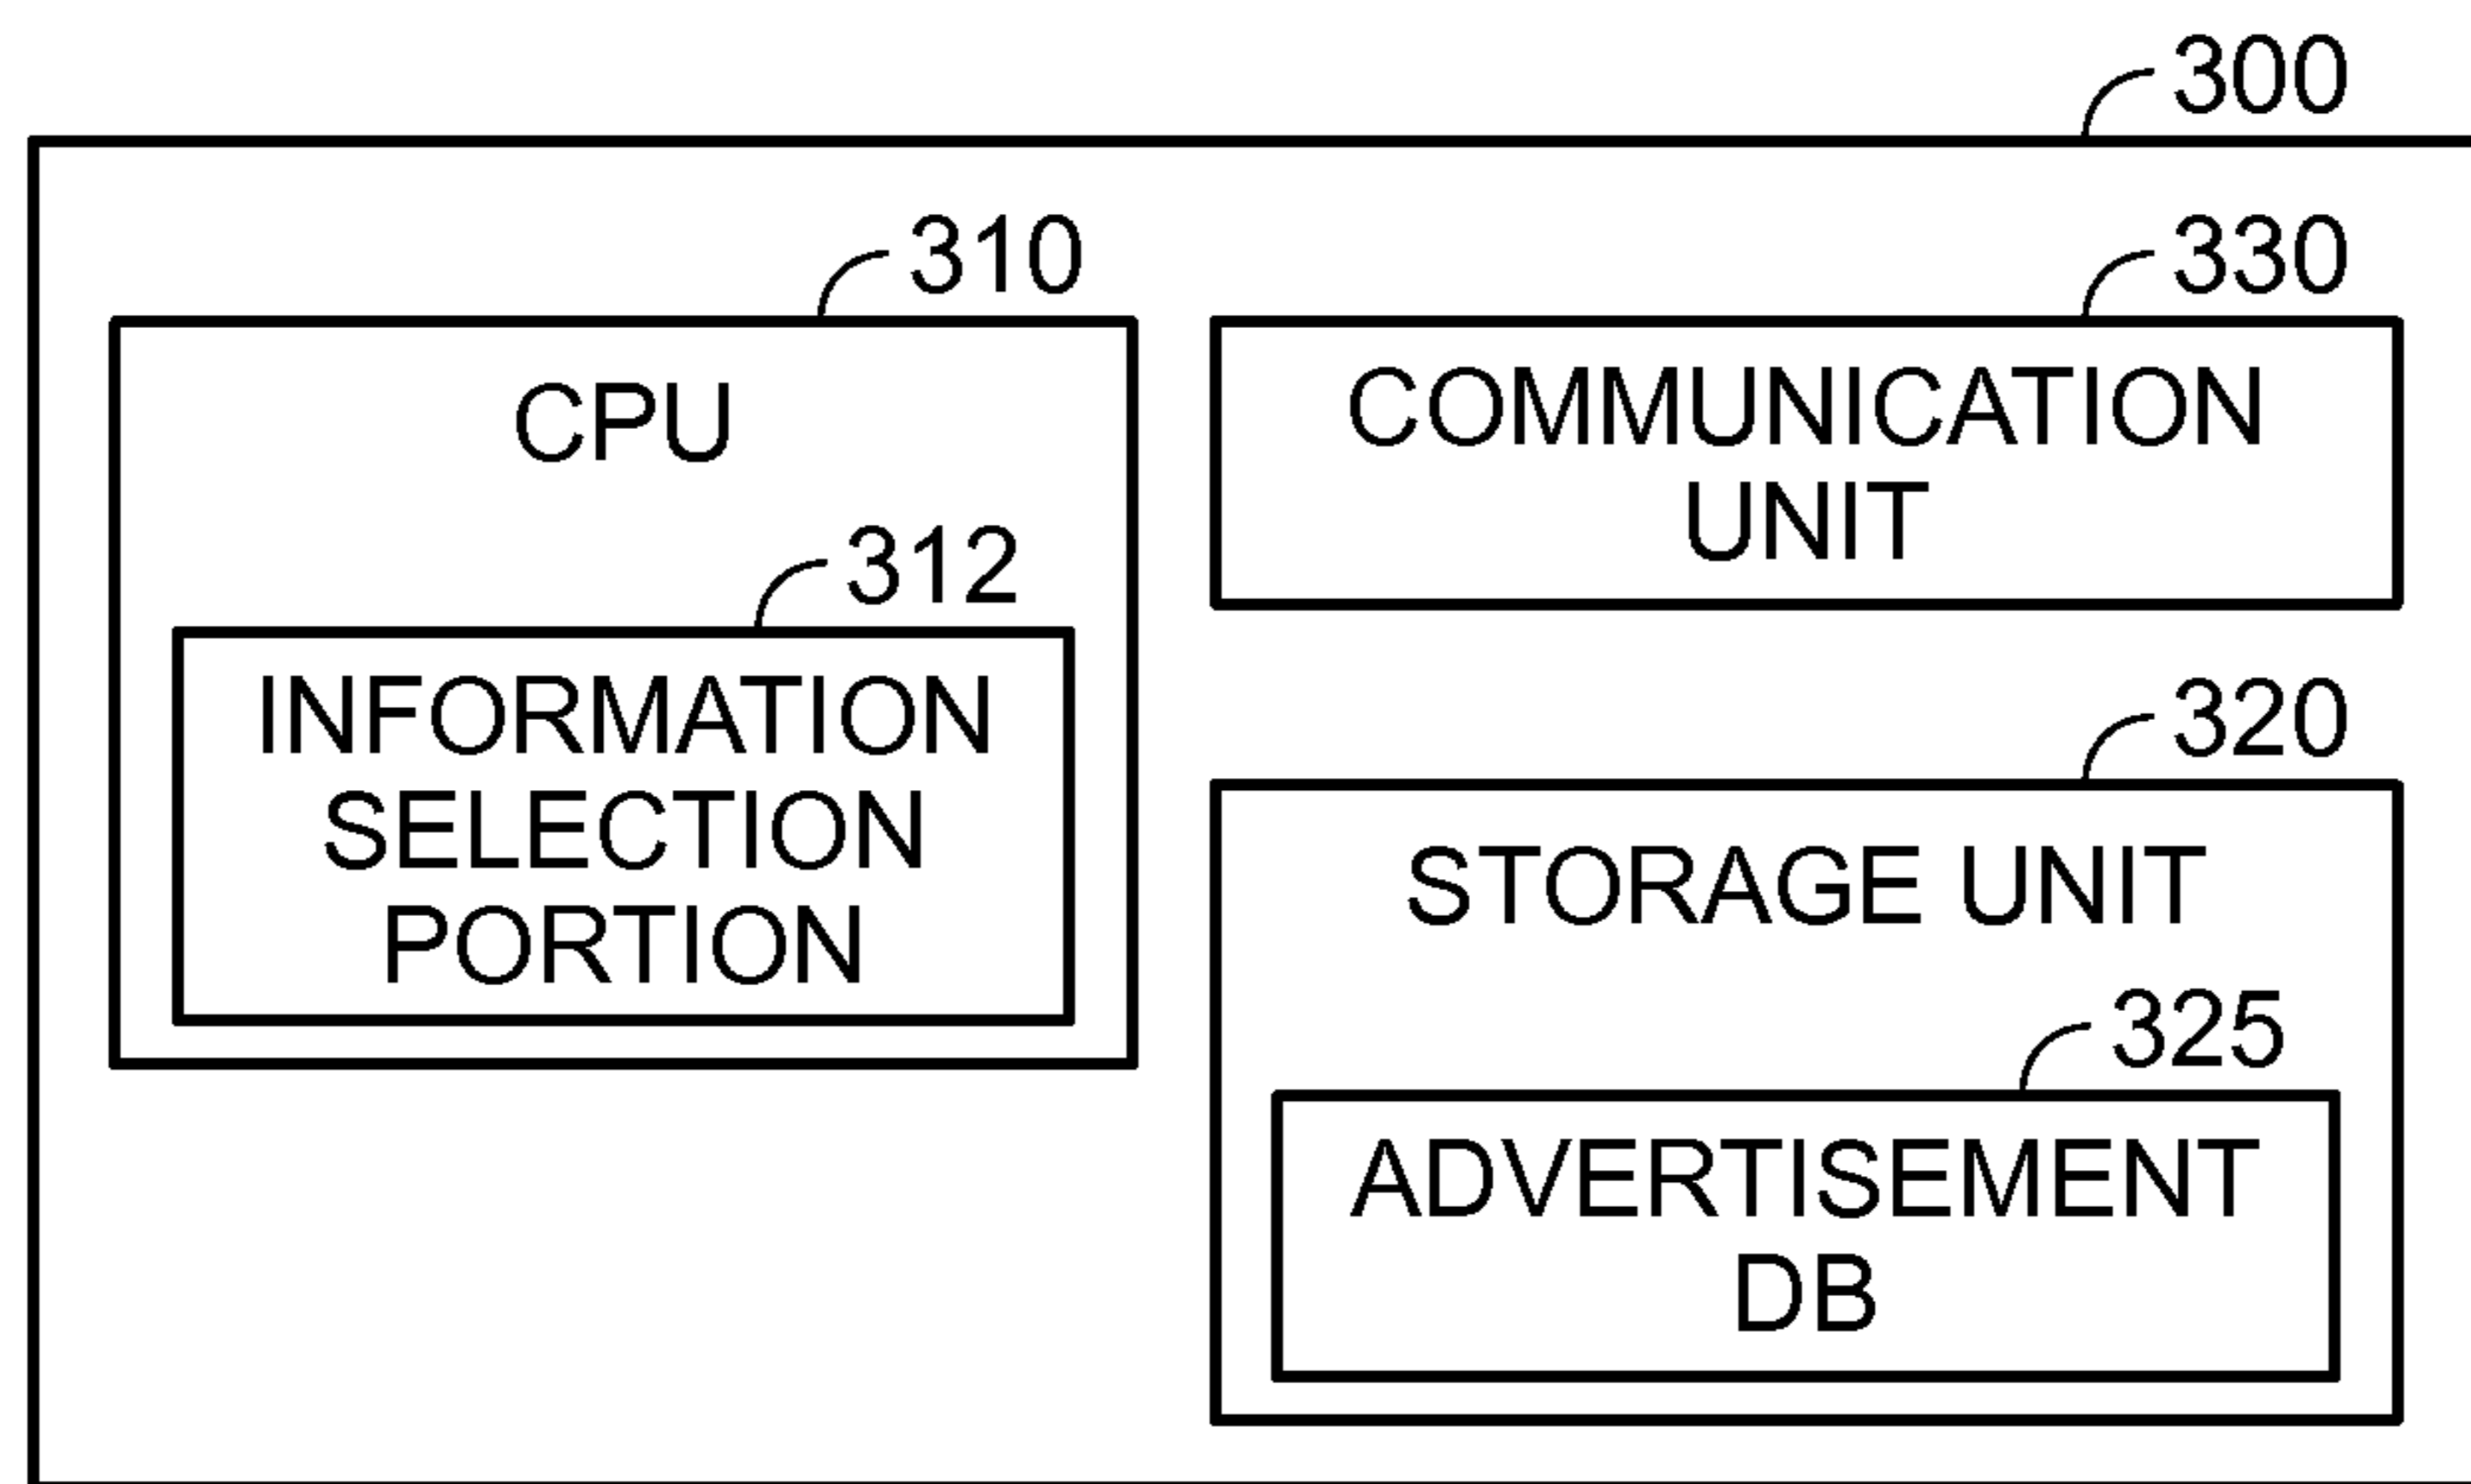 300
310
CPU
312
INFORMATION
SELECTION
PORTION
330
COMMUNICATION
UNIT
320
STORAGE UNIT
325
ADVERTISEMENT
DB